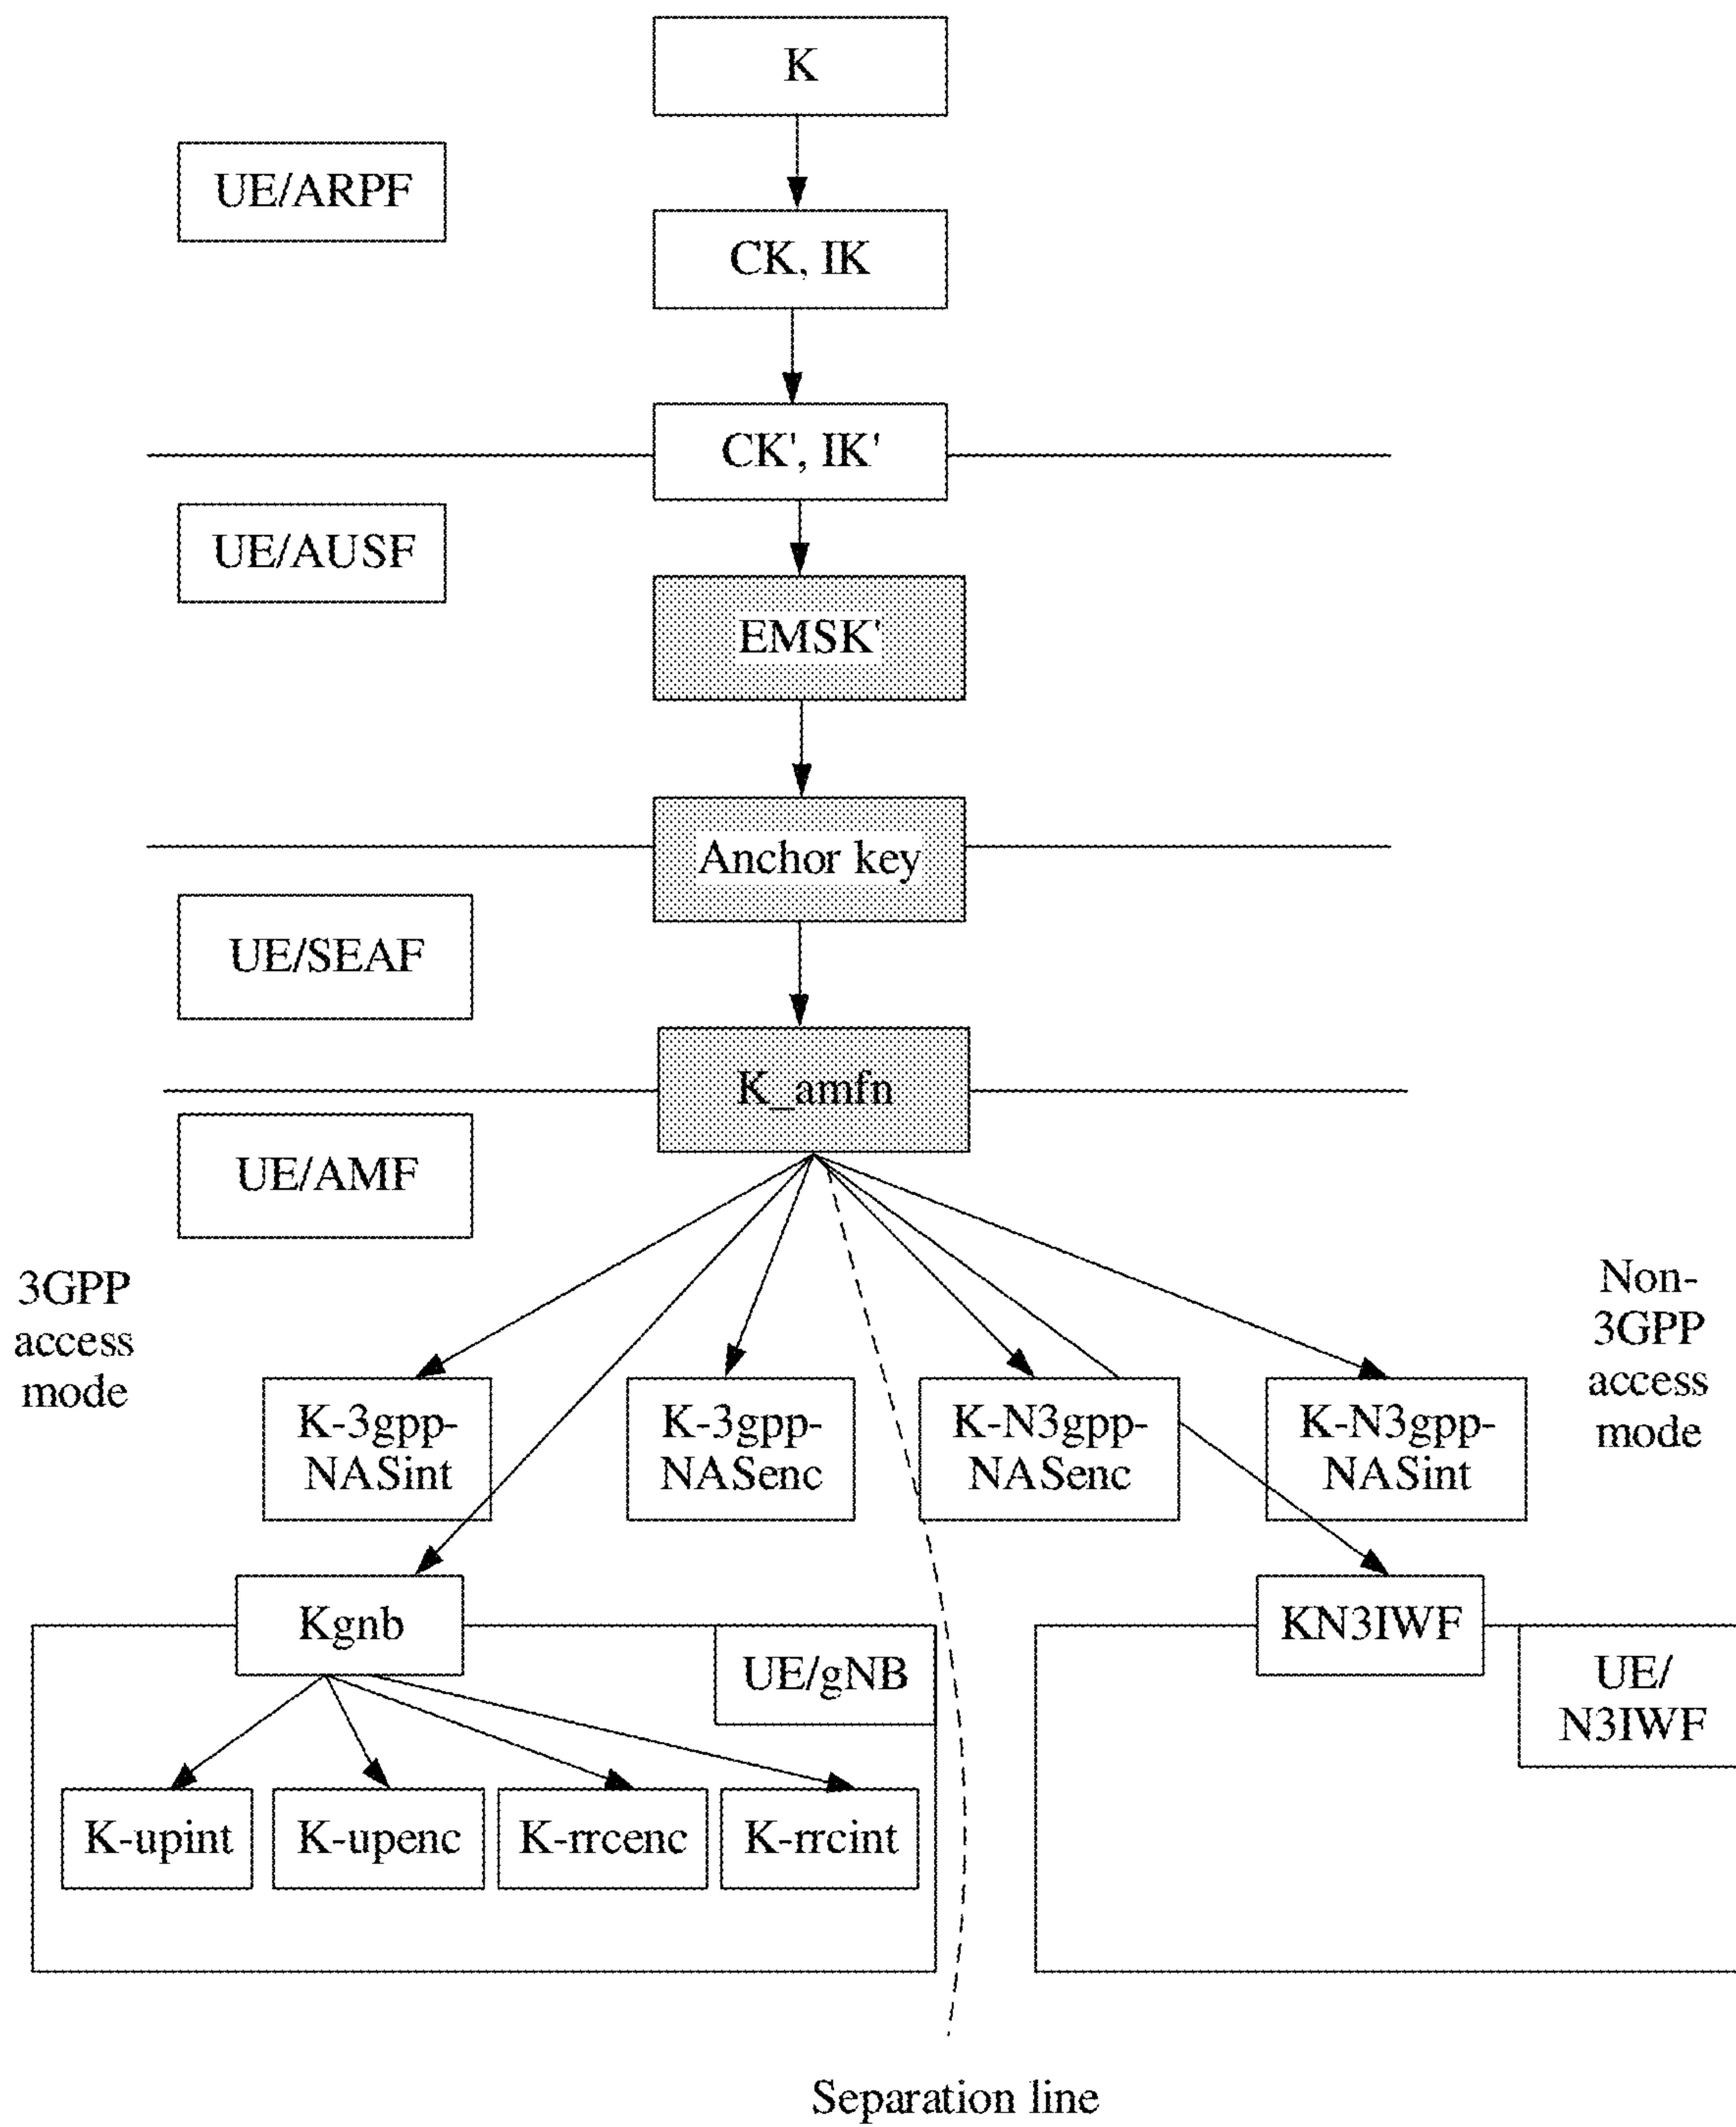 K
UE/ARPF
CK, IK
CK', IK'
UE/AUSF
EMSK'
Anchor key
UE/SEAF
K_amfn
UE/AMF
3GPP
access
mode
Non-
3GPP
access
mode
K-3gpp-
NASint
K-3gpp-
NASenc
K-N3gpp-
NASenc
K-N3gpp-
NASint
Kgnb
UE/gNB
KN3IWF
UE/
N3IWF
K-upint
K-upenc
K-rrcenc
K-rrcint
Separation line